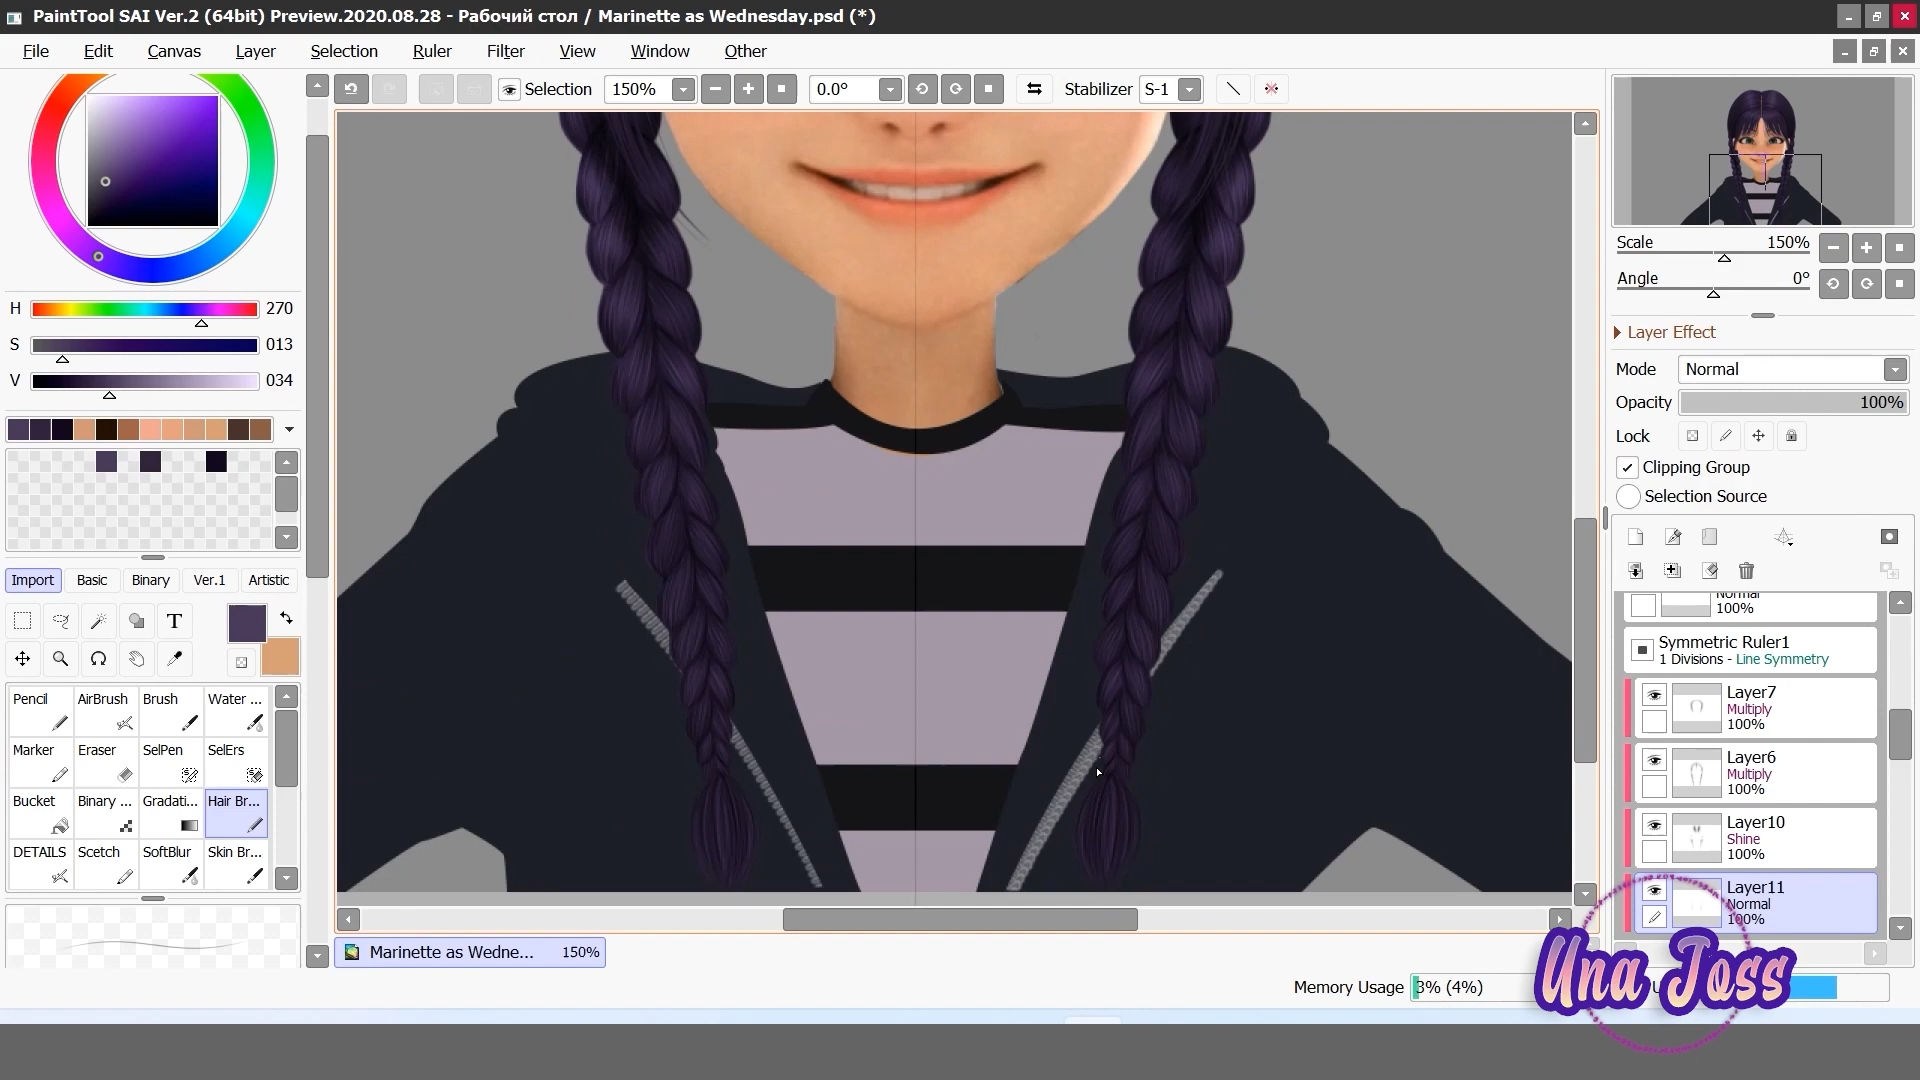 PaintTool SAI Ver.2 (64bit) Preview.2020.08.28 - Рабочий стол / Marinette as Wednesday.psd (*)
File Edit Canvas Layer Selection Ruler Filter View Window Other
Selection 150% 0.0° Stabilizer S-1
Scale 150%
Angle 0°
H 270
S 013
V 034
Layer Effect
Mode Normal
Opacity 100%
Lock
Clipping Group
Selection Source
Import Basic Binary Ver.1 Artistic
T
Pencil AirBrush Brush Water ...
Marker Eraser SelPen SelErs
Bucket Binary ... Gradati... Hair Br...
DETAILS Scetch SoftBlur Skin Br...
Normal
100%
Symmetric Ruler1
1 Divisions - Line Symmetry
Layer7
Multiply
100%
Layer6
Multiply
100%
Layer10
Shine
100%
Layer11
Normal
100%
Marinette as Wedne... 150%
Memory Usage 3% (4%)
Una Joss